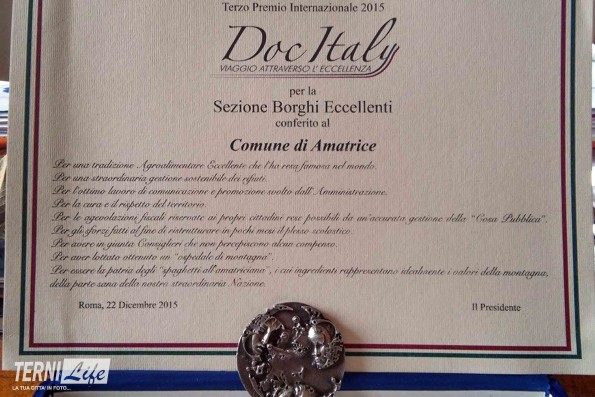 Terzo Premio Internazionale 2015
Doc Italy
VIAGGIO ATTRAVERSO L' ECCELLENZA
per la
Sezione Borghi Eccellenti
conferito al
Comune di Amatrice
Per una tradizione Agroalimentare Eccellente che l'ha resa famosa nel mondo.
Per una straordinaria gestione sostenibile dei rifiuti.
Per l'ottimo lavoro di comunicazione e promozione svolto dall'Amministrazione.
Per la cura e il rispetto del territorio.
Per le agevolazioni fiscali riservate ai propri cittadini rese possibili da un'accurata gestione della "Cosa Pubblica".
Per gli sforzi fatti al fine di ristrutturare in pochi mesi il plesso scolastico.
Per avere in giunta Consiglieri che non percepiscono alcun compenso.
Per aver lottato ottenuto un "ospedale di montagna".
Per essere la patria degli "spaghetti all'amatriciana", i cui ingredienti rappresentano idealmente i valori della montagna,
della parte sana della nostra straordinaria Nazione.
Roma, 22 Dicembre 2015 Il Presidente
TERNI Life
LA TUA CITTA' IN FOTO...